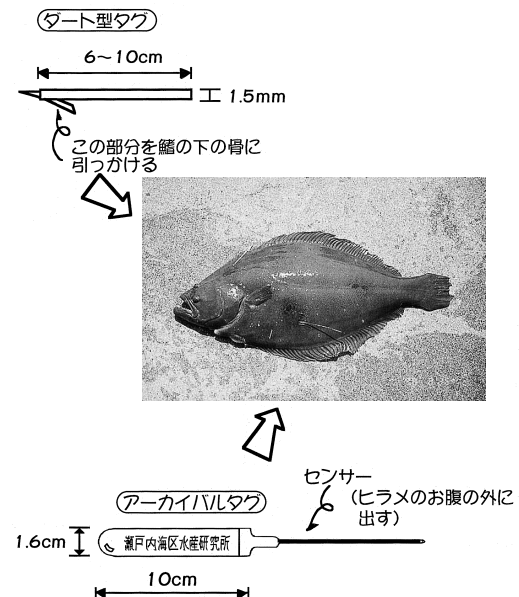 ダート型タグ
6〜10cm
1.5mm
この部分を鰭の下の骨に
引っかける
センサー
(ヒラメのお腹の外に
出す)
アーカイバルタグ
1.6cm
瀬戸内海区水産研究所
10cm